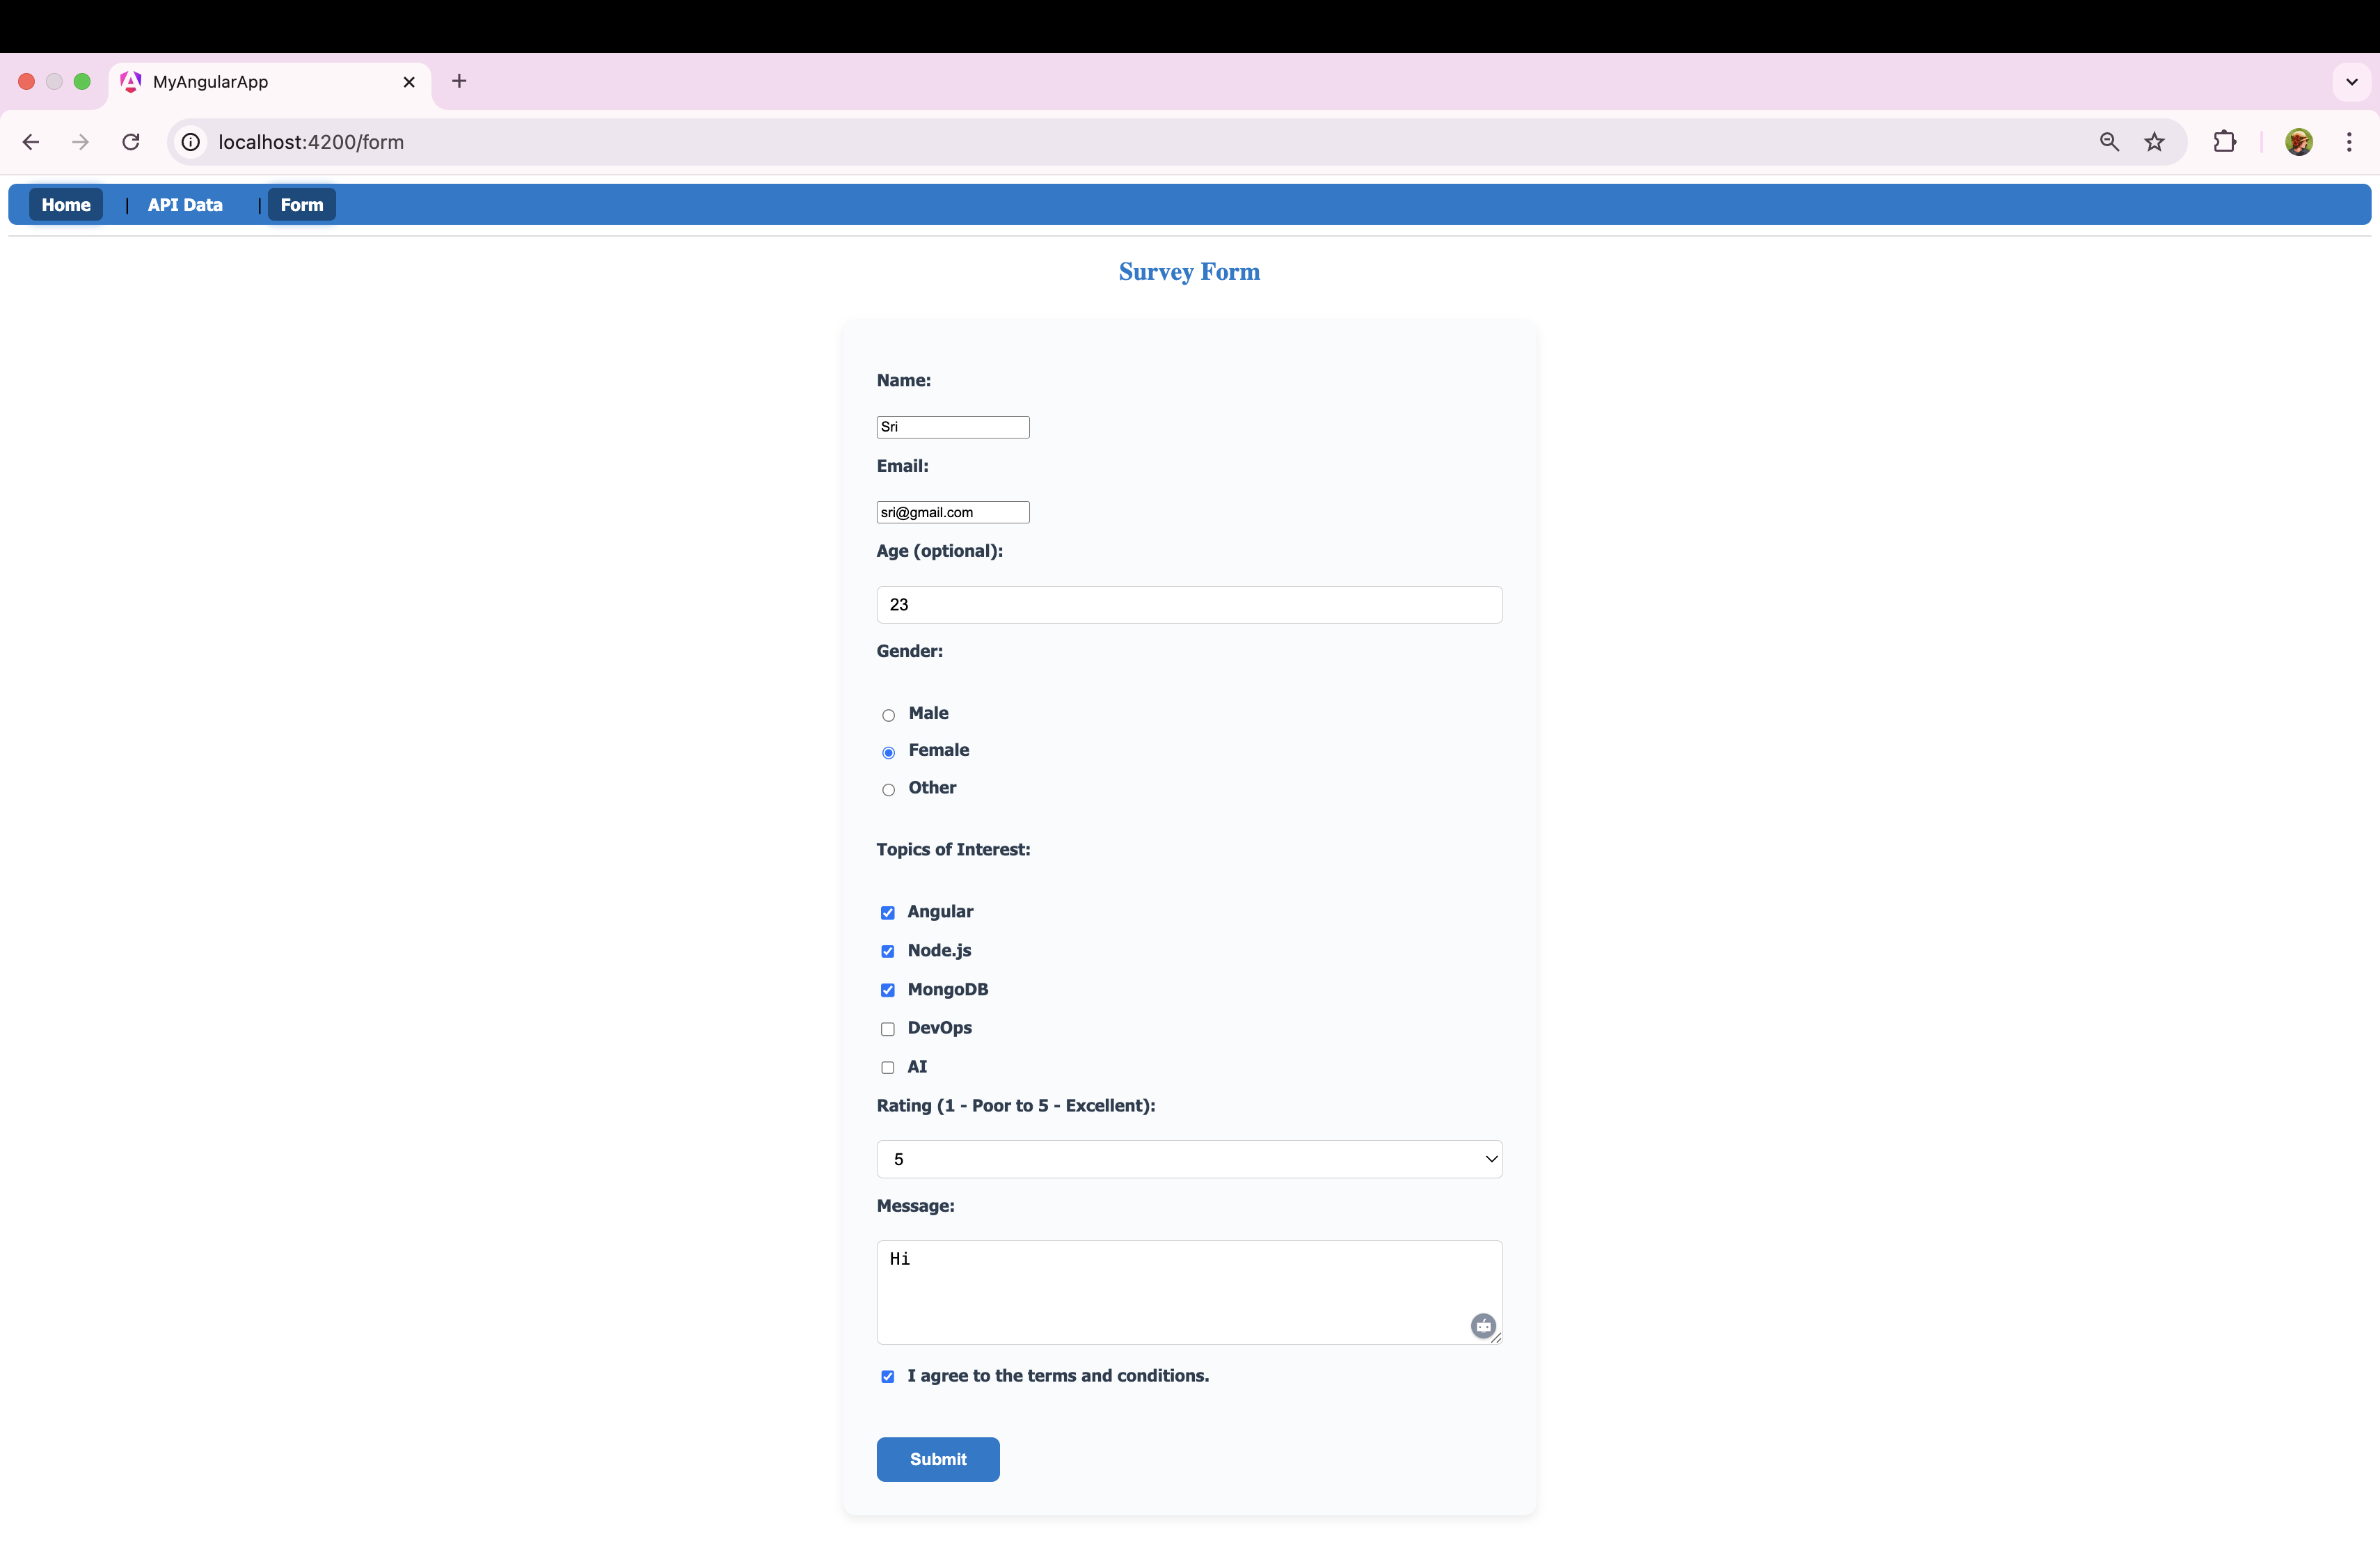 MyAngularApp
localhost:4200/form
Home | API Data | Form
Survey Form
Name:
Sri
Email:
sri@gmail.com
Age (optional):
23
Gender:
Male
Female
Other
Topics of Interest:
Angular
Node.js
MongoDB
DevOps
AI
Rating (1 - Poor to 5 - Excellent):
5
Message:
Hi
I agree to the terms and conditions.
Submit